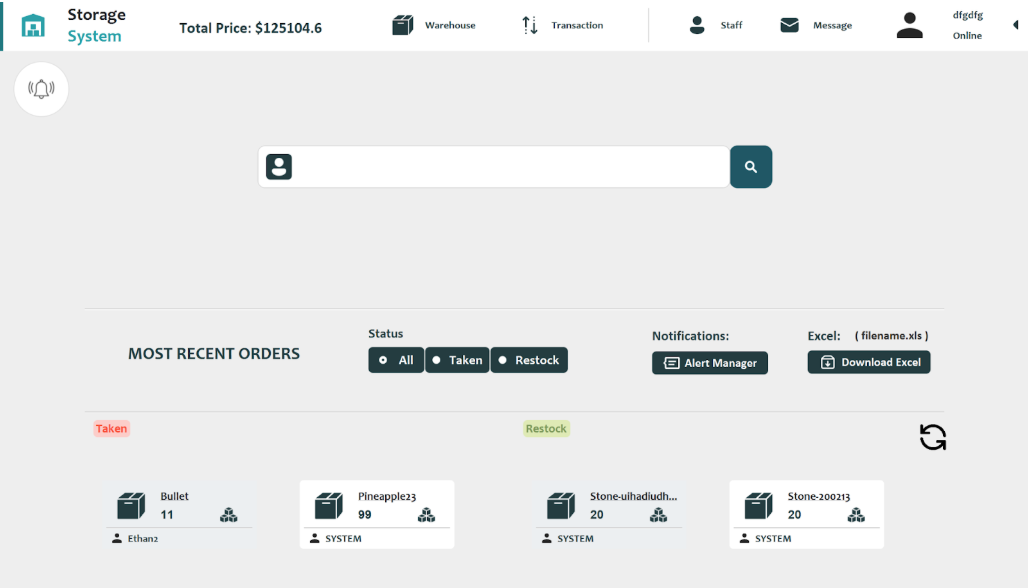 Storage
System
Total Price: $125104.6
Warehouse
Transaction
Staff
Message
dfgdfg
Online
MOST RECENT ORDERS
Status
All
Taken
Restock
Notifications:
Alert Manager
Excel: ( filename.xls )
Download Excel
Taken
Restock
Bullet
11
Ethan2
Pineapple23
99
SYSTEM
Stone-uihadiudh...
20
SYSTEM
Stone-200213
20
SYSTEM